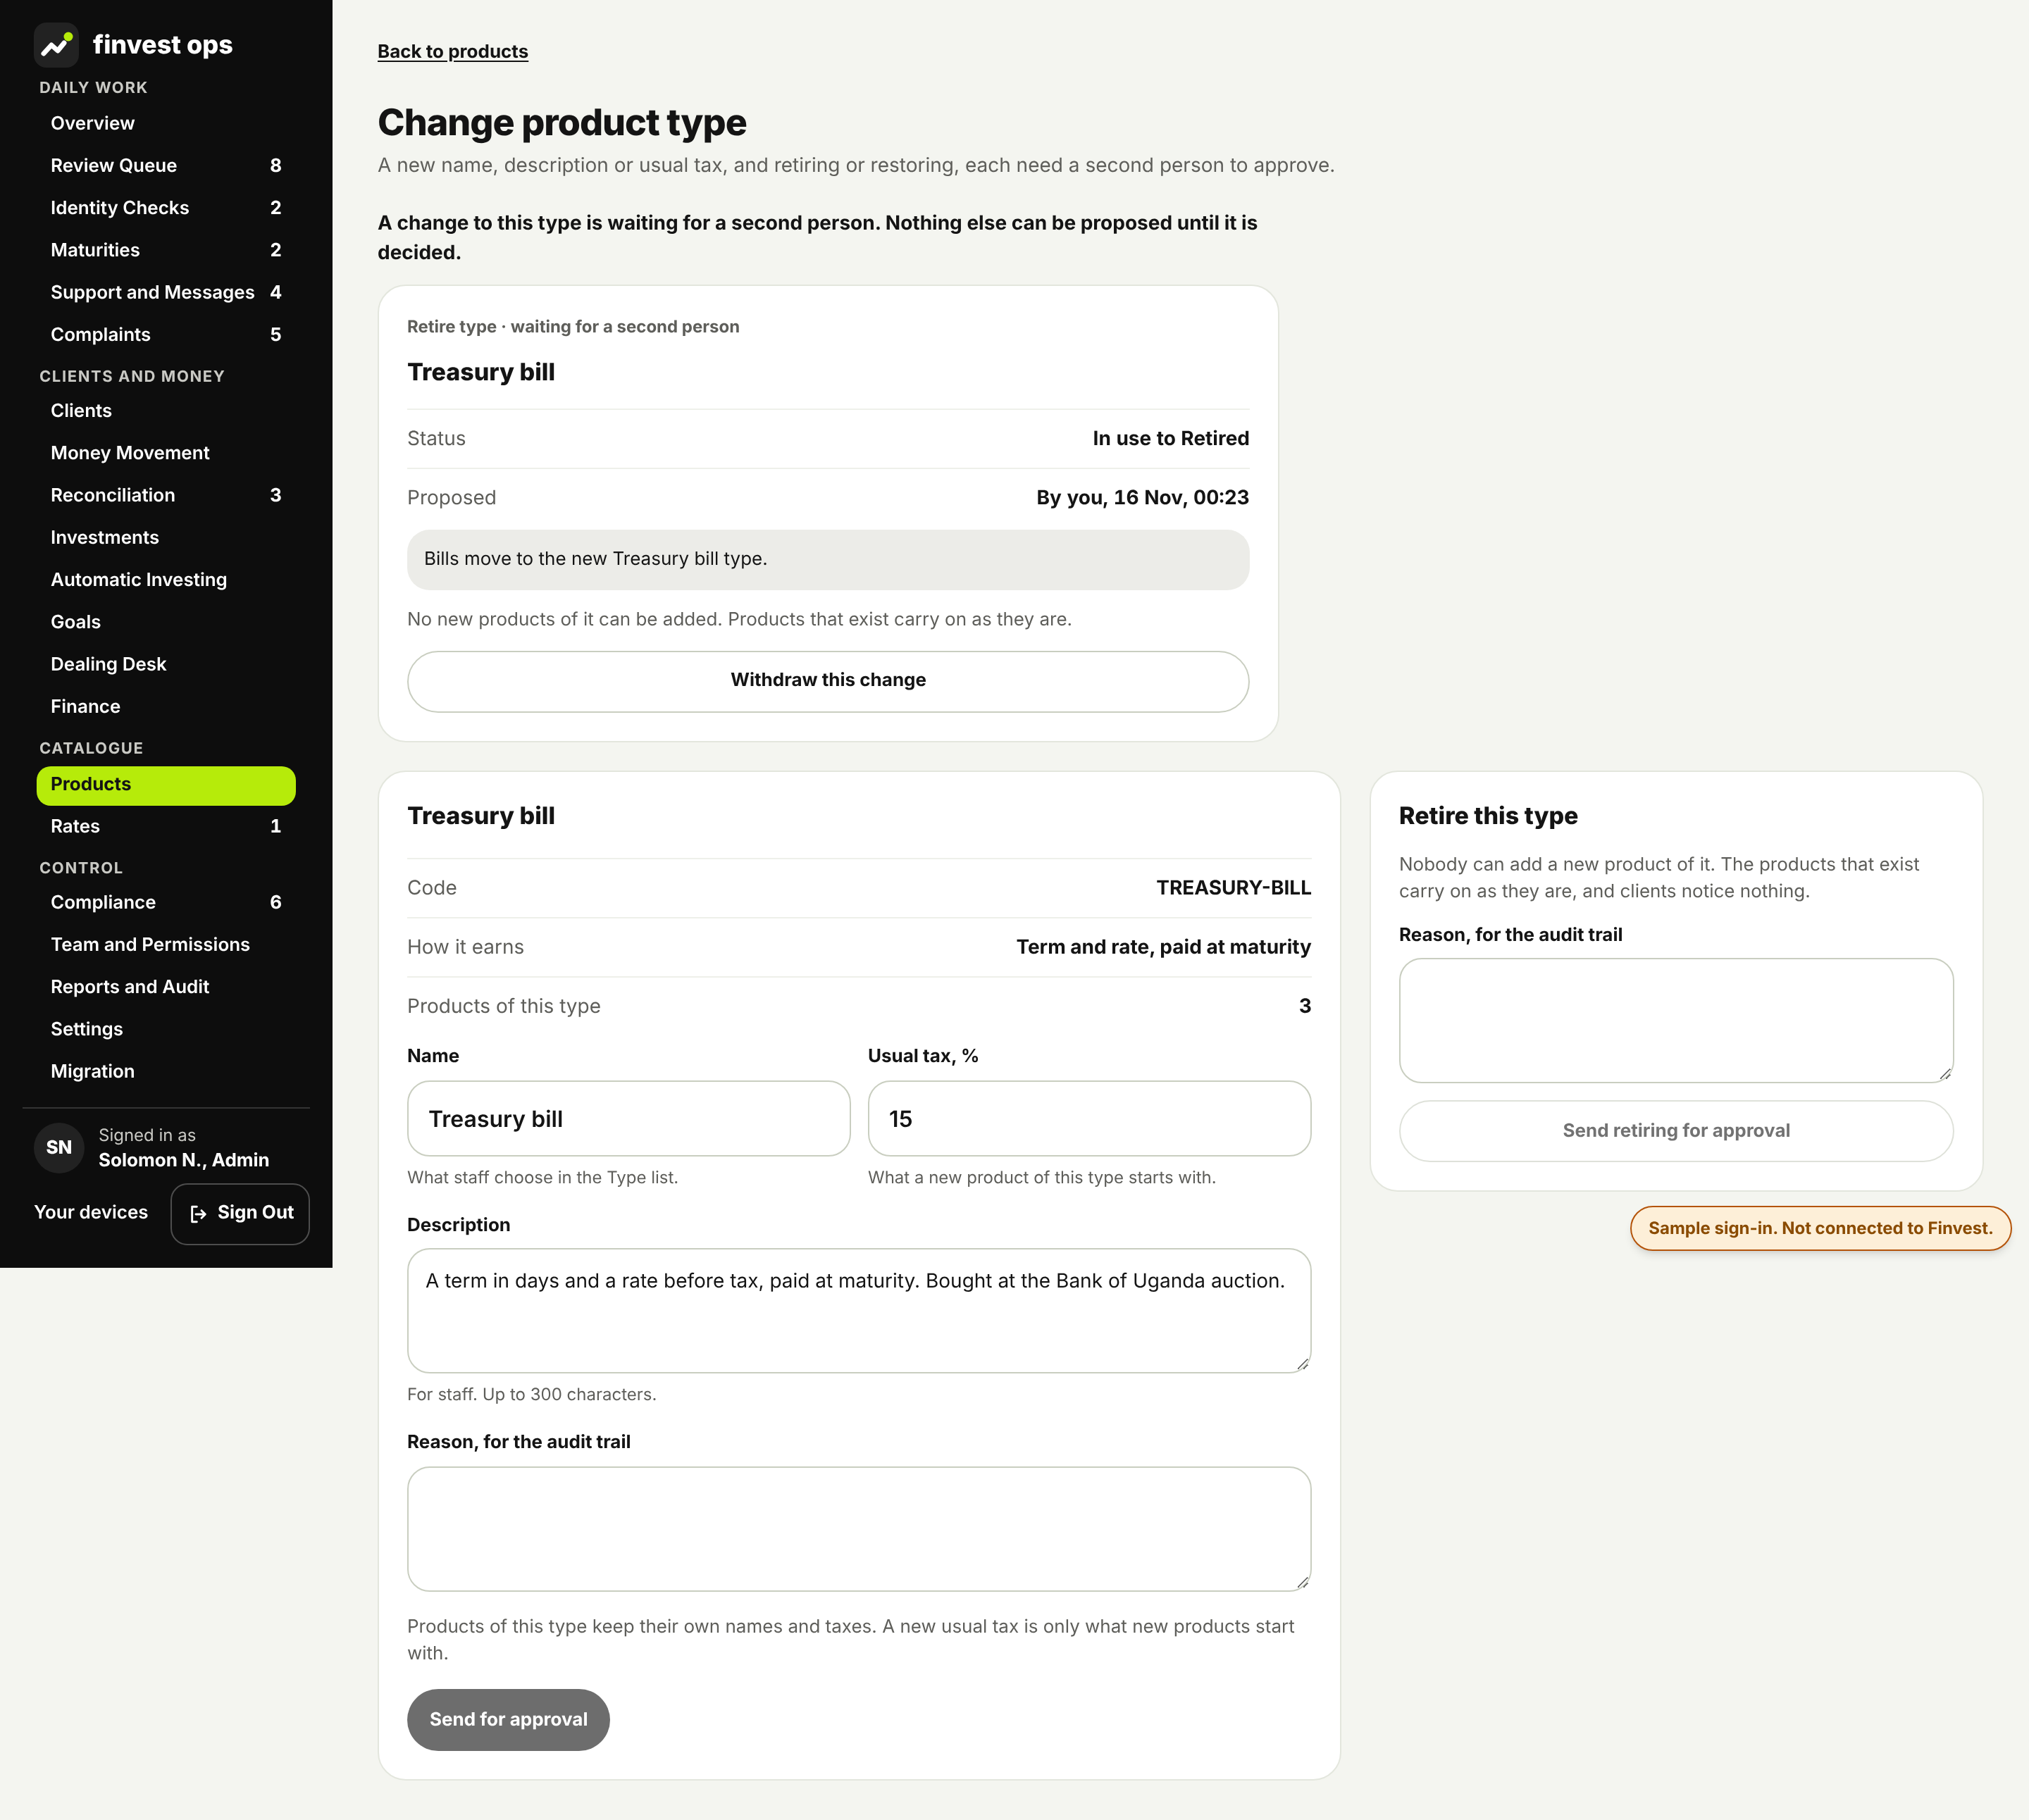 finvest ops
DAILY WORK
Overview
Review Queue 8
Identity Checks 2
Maturities 2
Support and Messages 4
Complaints 5
CLIENTS AND MONEY
Clients
Money Movement
Reconciliation 3
Investments
Automatic Investing
Goals
Dealing Desk
Finance
CATALOGUE
Products
Rates 1
CONTROL
Compliance 6
Team and Permissions
Reports and Audit
Settings
Migration
SN
Signed in as
Solomon N., Admin
Your devices
Sign Out
Back to products
Change product type
A new name, description or usual tax, and retiring or restoring, each need a second person to approve.
A change to this type is waiting for a second person. Nothing else can be proposed until it is
decided.
Retire type · waiting for a second person
Treasury bill
Status In use to Retired
Proposed By you, 16 Nov, 00:23
Bills move to the new Treasury bill type.
No new products of it can be added. Products that exist carry on as they are.
Withdraw this change
Treasury bill
Code TREASURY-BILL
How it earns Term and rate, paid at maturity
Products of this type 3
Name
Treasury bill
What staff choose in the Type list.
Usual tax, %
15
What a new product of this type starts with.
Description
A term in days and a rate before tax, paid at maturity. Bought at the Bank of Uganda auction.
For staff. Up to 300 characters.
Reason, for the audit trail
Products of this type keep their own names and taxes. A new usual tax is only what new products start
with.
Send for approval
Retire this type
Nobody can add a new product of it. The products that exist
carry on as they are, and clients notice nothing.
Reason, for the audit trail
Send retiring for approval
Sample sign-in. Not connected to Finvest.